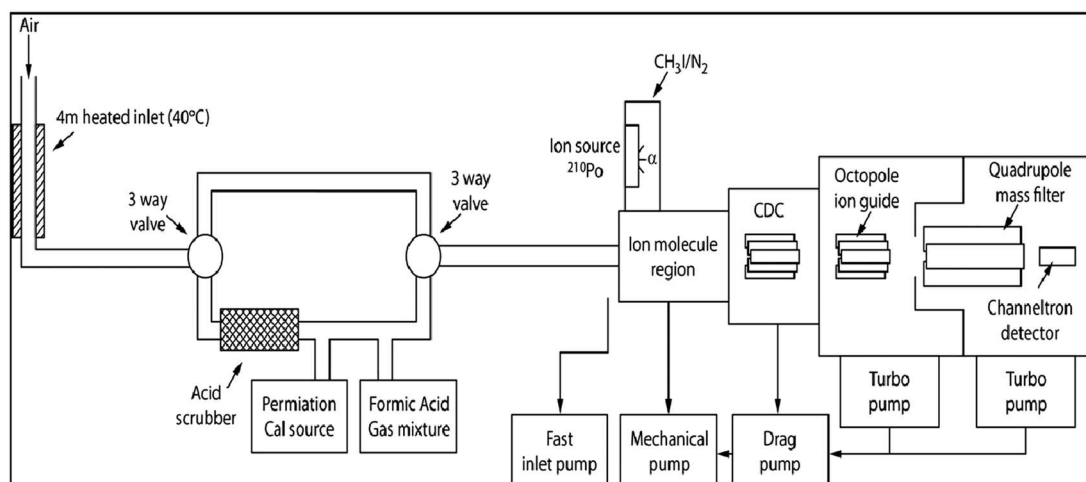 Air
4m heated inlet (40°C)
3 way
valve
3 way
valve
Acid
scrubber
Permiation
Cal source
Formic Acid
Gas mixture
CH₃I/N₂
Ion source
²¹⁰Po
α
Ion molecule
region
CDC
Octopole
ion guide
Quadrupole
mass filter
Channeltron
detector
Turbo
pump
Turbo
pump
Fast
inlet pump
Mechanical
pump
Drag
pump